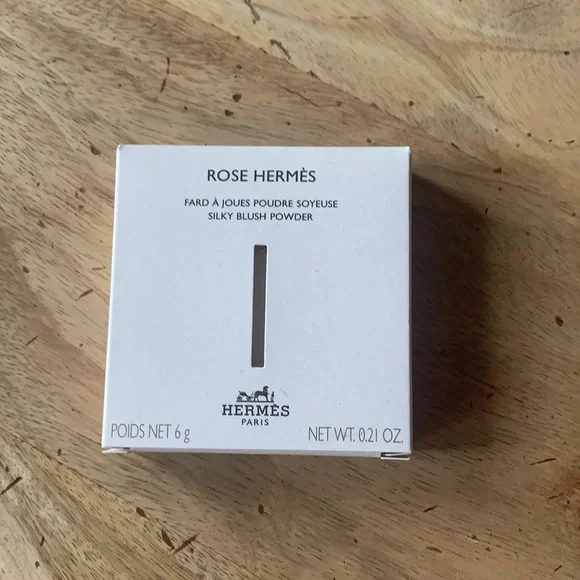 ROSE HERMÈS
FARD À JOUES POUDRE SOYEUSE
SILKY BLUSH POWDER
HERMÈS
PARIS
POIDS NET 6 g
NET WT. 0.21 OZ.